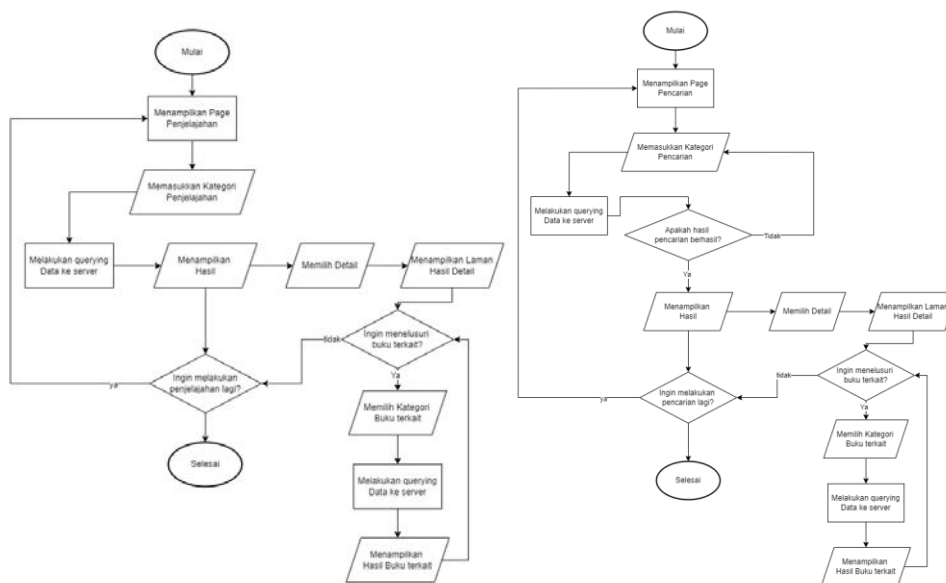 Mulai
Menampilkan Page
Penjelajahan
Memasukkan Kategori
Penjelajahan
Melakukan querying
Data ke server
Menampilkan
Hasil
Memilih Detail
Menampilkan Laman
Hasil Detail
Ingin menelusuri
buku terkait?
tidak
Ya
Ingin melakukan
penjelajahan lagi?
ya
Memilih Kategori
Buku terkait
Selesai
Melakukan querying
Data ke server
Menampilkan
Hasil Buku terkait
Mulai
Menampilkan Page
Pencarian
Memasukkan Kategori
Pencarian
Melakukan querying
Data ke server
Apakah hasil
pencarian berhasil?
Tidak
Ya
Menampilkan
Hasil
Memilih Detail
Menampilkan Laman
Hasil Detail
Ingin menelusuri
buku terkait?
tidak
Ya
Ingin melakukan
pencarian lagi?
ya
Memilih Kategori
Buku terkait
Selesai
Melakukan querying
Data ke server
Menampilkan
Hasil Buku terkait